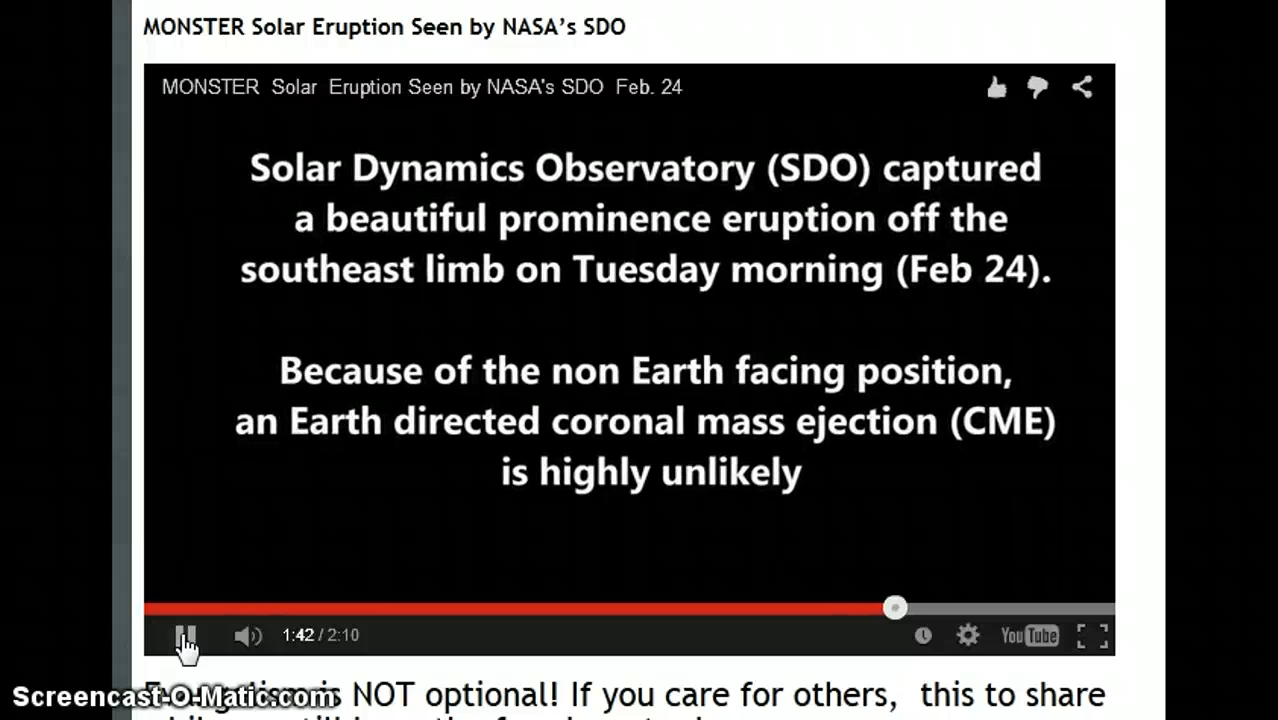 MONSTER Solar Eruption Seen by NASA's SDO
MONSTER Solar Eruption Seen by NASA's SDO Feb. 24
Solar Dynamics Observatory (SDO) captured
a beautiful prominence eruption off the
southeast limb on Tuesday morning (Feb 24).
Because of the non Earth facing position,
an Earth directed coronal mass ejection (CME)
is highly unlikely
1:42 / 2:10
YouTube
Screencast-O-Matic.com
is NOT optional! If you care for others, this to share